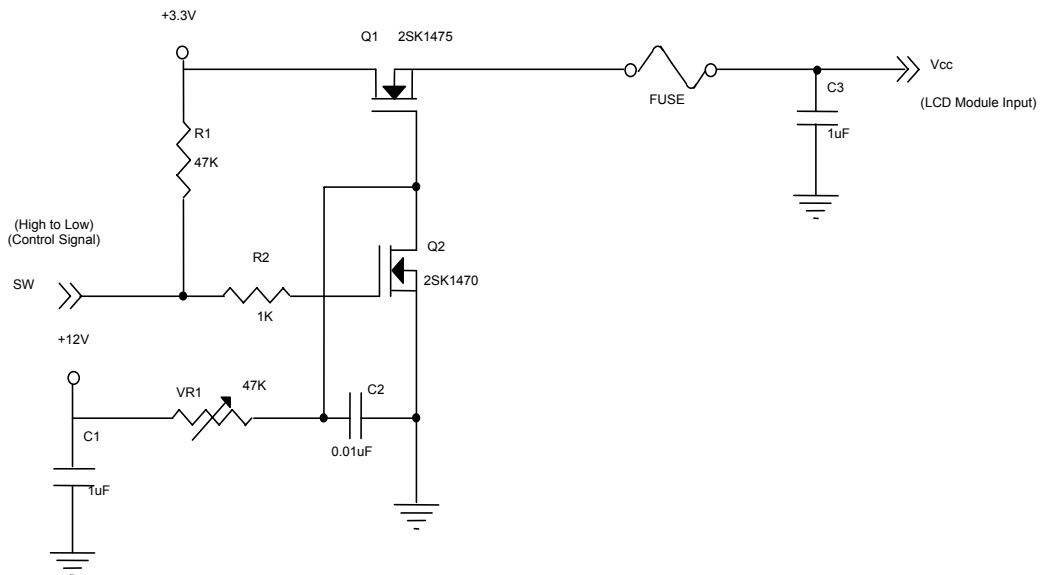 +3.3V
Q1 2SK1475
FUSE
Vcc
(LCD Module Input)
C3
1uF
R1
47K
(High to Low)
(Control Signal)
SW
R2
1K
Q2
2SK1470
+12V
VR1
47K
C2
0.01uF
C1
1uF